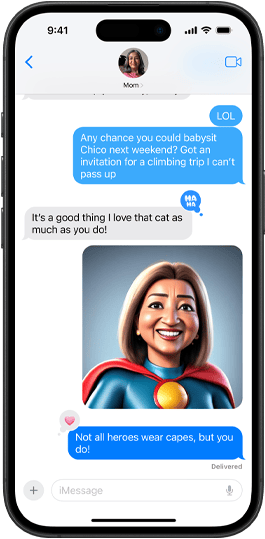 9:41
Mom
LOL
Any chance you could babysit
Chico next weekend? Got an
invitation for a climbing trip I can't
pass up
HA
HA
It's a good thing I love that cat as
much as you do!
Not all heroes wear capes, but you
do!
Delivered
iMessage